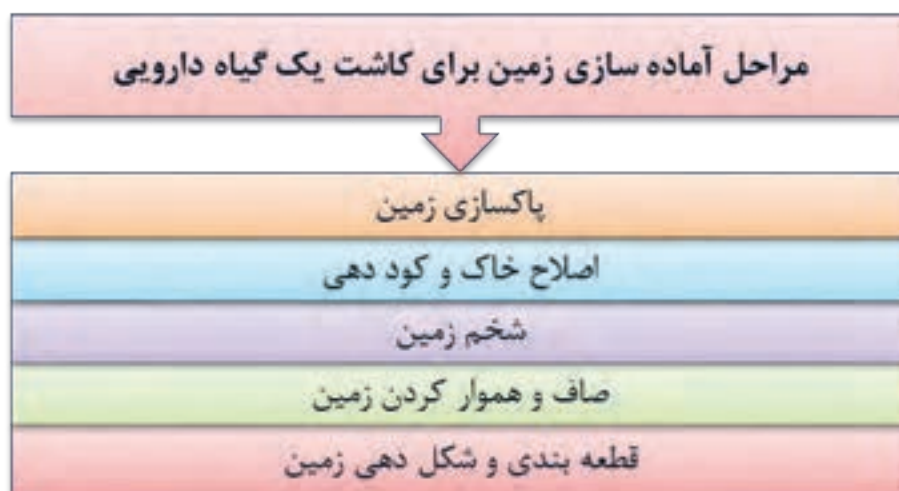 مراحل آماده سازی زمین برای کاشت یک گیاه دارویی
پاکسازی زمین
اصلاح خاک و کود دهی
شخم زمین
صاف و هموار کردن زمین
قطعه بندی و شکل دهی زمین